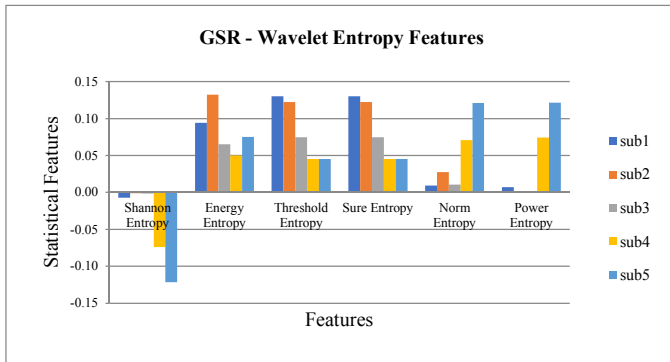 GSR - Wavelet Entropy Features
Statistical Features
0.15
0.10
0.05
0.00
-0.05
-0.10
-0.15
Shannon Entropy
Energy Entropy
Threshold Entropy
Sure Entropy
Norm Entropy
Power Entropy
Features
sub1
sub2
sub3
sub4
sub5